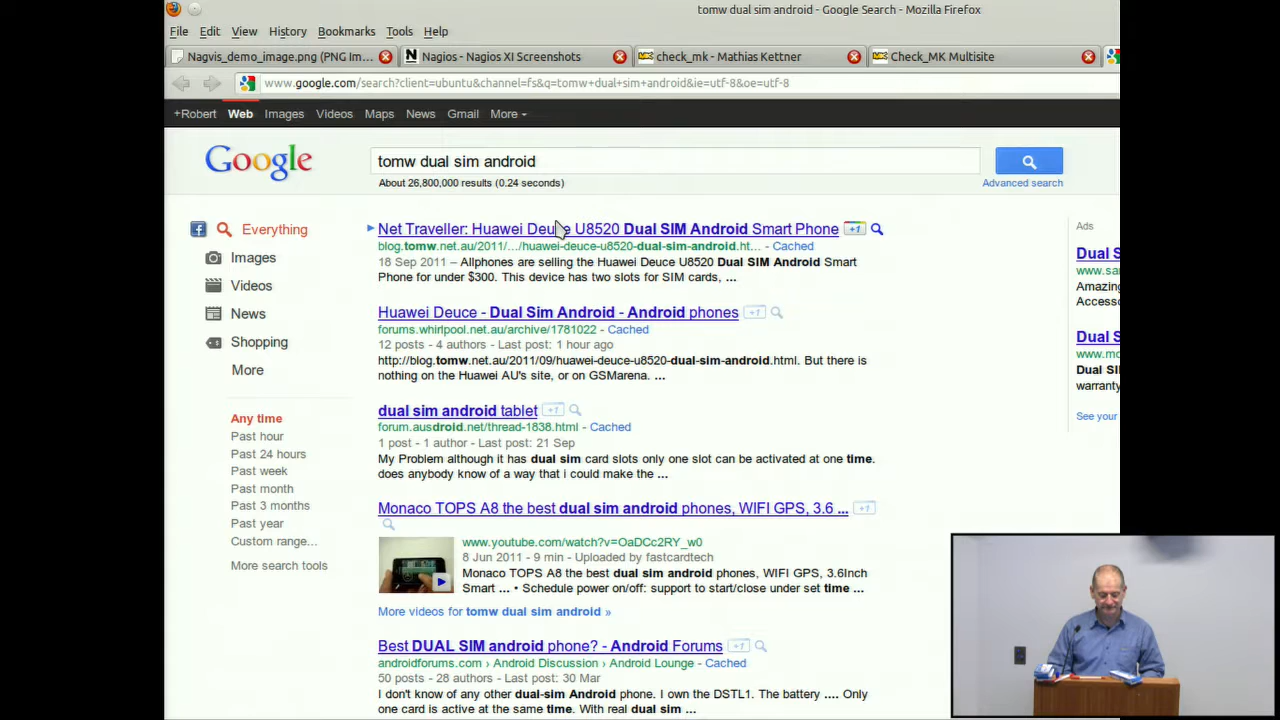 tomw dual sim android - Google Search - Mozilla Firefox
File Edit View History Bookmarks Tools Help
Nagvis_demo_image.png (PNG Im... Nagios - Nagios XI Screenshots check_mk - Mathias Kettner Check_MK Multisite
www.google.com/search?client=ubuntu&channel=fs&q=tomw+dual+sim+android&ie=utf-8&oe=utf-8
+Robert Web Images Videos Maps News Gmail More
Google
tomw dual sim android
About 26,800,000 results (0.24 seconds)
Advanced search
Everything
Images
Videos
News
Shopping
More
Any time
Past hour
Past 24 hours
Past week
Past month
Past 3 months
Past year
Custom range...
More search tools
Net Traveller: Huawei Deuce U8520 Dual SIM Android Smart Phone +1
blog.tomw.net.au/2011/.../huawei-deuce-u8520-dual-sim-android.ht... - Cached
18 Sep 2011 – Allphones are selling the Huawei Deuce U8520 Dual SIM Android Smart
Phone for under $300. This device has two slots for SIM cards, ...
Huawei Deuce - Dual Sim Android - Android phones +1
forums.whirlpool.net.au/archive/1781022 - Cached
12 posts - 4 authors - Last post: 1 hour ago
http://blog.tomw.net.au/2011/09/huawei-deuce-u8520-dual-sim-android.html. But there is
nothing on the Huawei AU's site, or on GSMarena. ...
dual sim android tablet +1
forum.ausdroid.net/thread-1838.html - Cached
1 post - 1 author - Last post: 21 Sep
My Problem although it has dual sim card slots only one slot can be activated at one time.
does anybody know of a way that i could make the ...
Monaco TOPS A8 the best dual sim android phones, WIFI GPS, 3.6 ... +1
www.youtube.com/watch?v=OaDCc2RY_w0
8 Jun 2011 - 9 min - Uploaded by fastcardtech
Monaco TOPS A8 the best dual sim android phones, WIFI GPS, 3.6Inch
Smart ... • Schedule power on/off: support to start/close under set time ...
More videos for tomw dual sim android »
Best DUAL SIM android phone? - Android Forums +1
androidforums.com › Android Discussion › Android Lounge - Cached
50 posts - 28 authors - Last post: 30 Mar
I don't know of any other dual-sim Android phone. I own the DSTL1. The battery .... Only
one card is active at the same time. With real dual sim ...
Ads
Dual S
www.sa
Amazing
Accesso
Dual SI
www.mo
Dual SI
warranty
See your